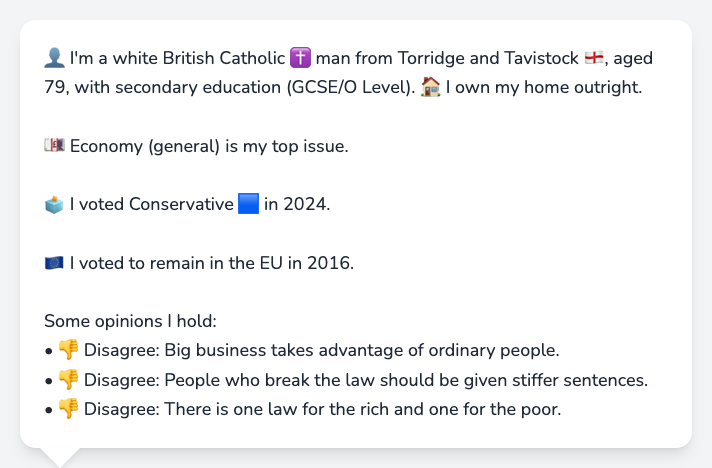 👤 I'm a white British Catholic ✝️ man from Torridge and Tavistock 🏴󠁧󠁢󠁥󠁮󠁧󠁿, aged
79, with secondary education (GCSE/O Level). 🏠 I own my home outright.
💷 Economy (general) is my top issue.
🗳️ I voted Conservative 🟦 in 2024.
🇪🇺 I voted to remain in the EU in 2016.
Some opinions I hold:
• 👎 Disagree: Big business takes advantage of ordinary people.
• 👎 Disagree: People who break the law should be given stiffer sentences.
• 👎 Disagree: There is one law for the rich and one for the poor.